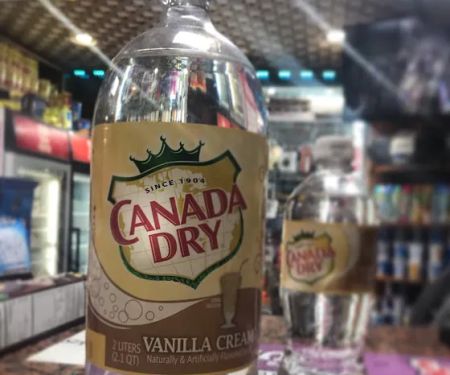 SINCE 1904
CANADA
DRY
2 LITERS
(2.1 QT)
VANILLA CREAM
Naturally & Artificially Flavored
CANADA
DRY